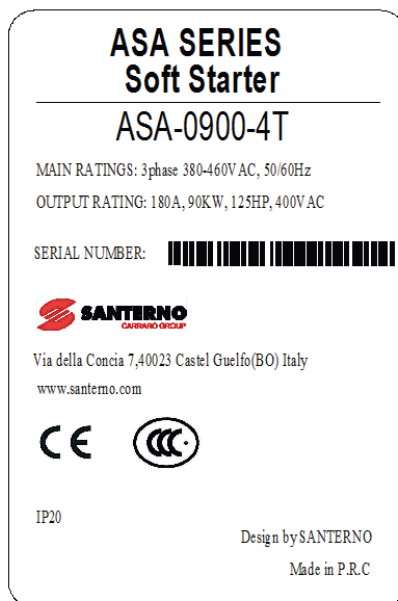 ASA SERIES
Soft Starter
ASA-0900-4T
MAIN RATINGS: 3phase 380-460VAC, 50/60Hz
OUTPUT RATING: 180A, 90KW, 125HP, 400VAC
SERIAL NUMBER:
SANTERNO
CARRARO GROUP
Via della Concia 7,40023 Castel Guelfo(BO) Italy
www.santerno.com
CE CCC
IP20
Design by SANTERNO
Made in P.R.C